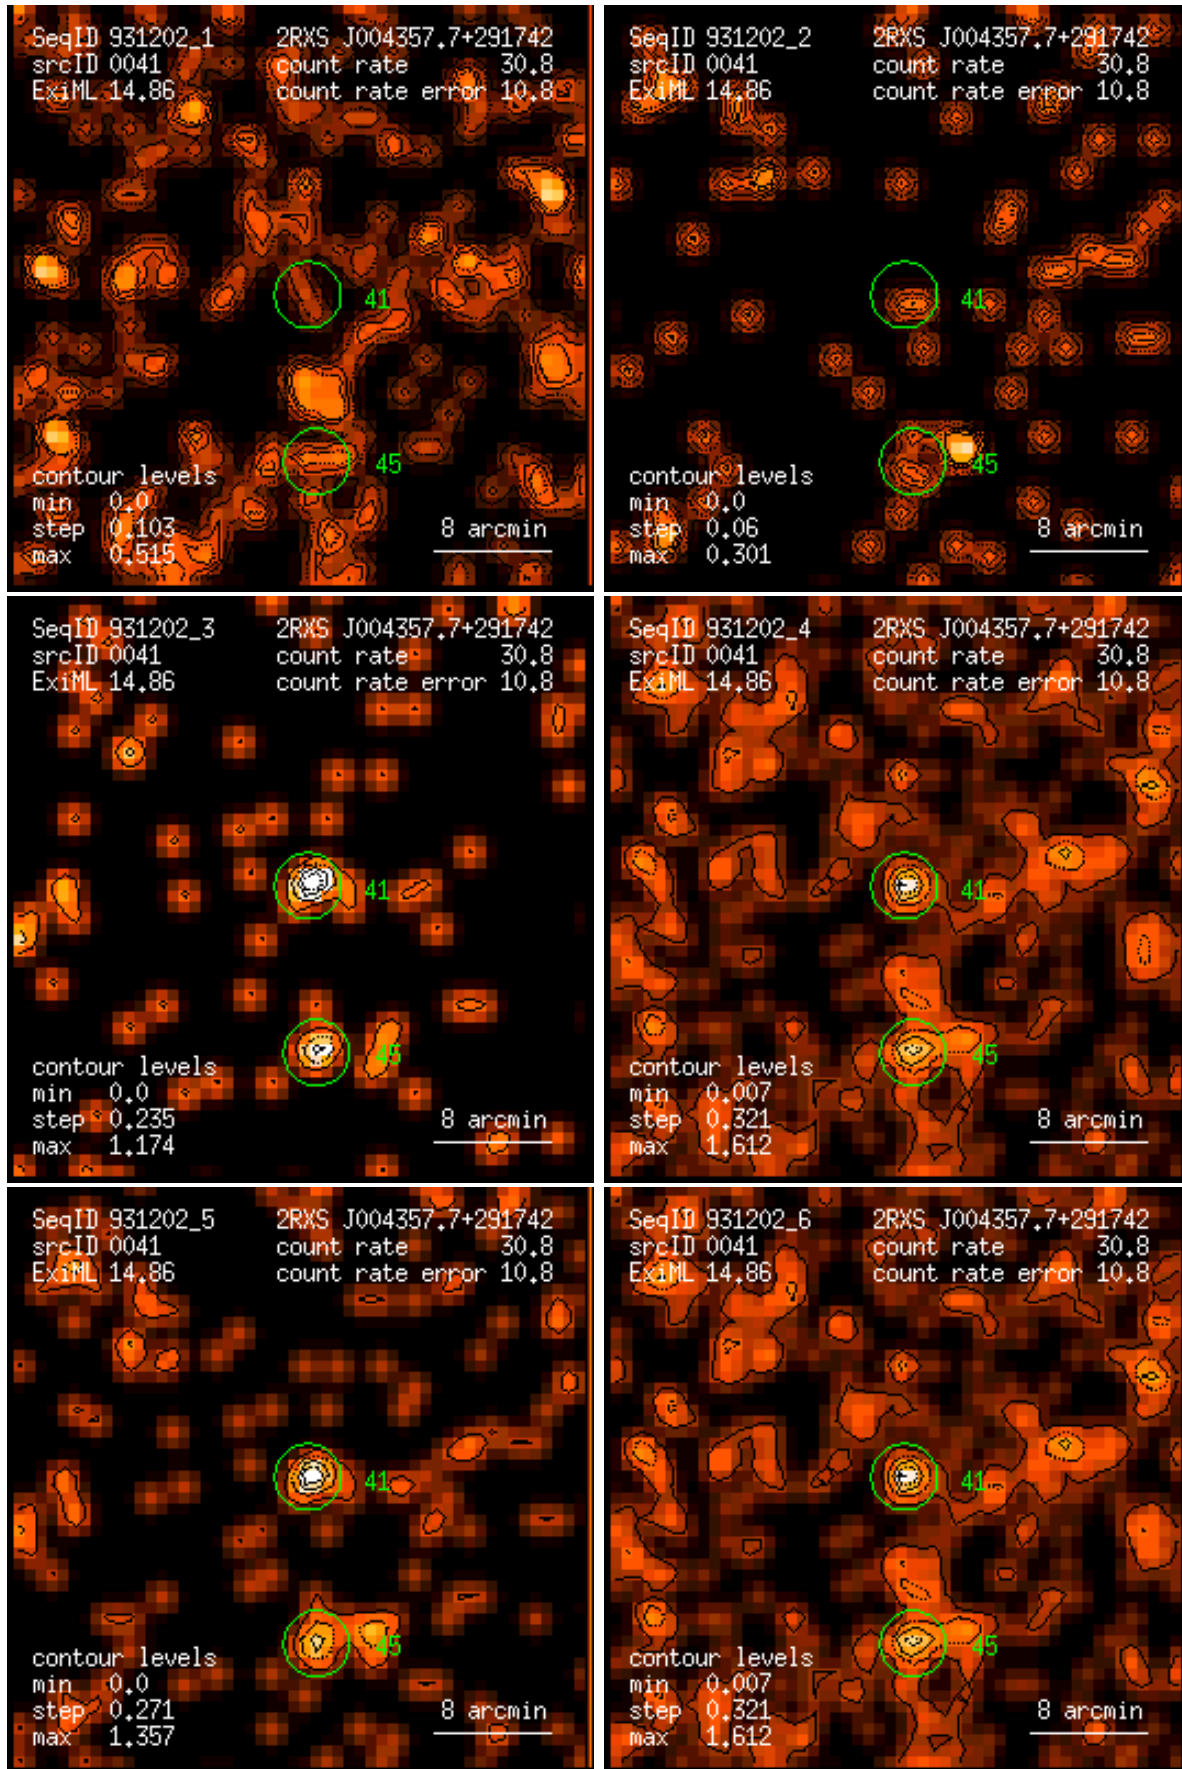 SeqID 931202_1 2RXS J004357.7+291742
srcID 0041 count rate 30.8
ExiML 14.86 count rate error 10.8
41
45
contour levels
min 0.0
step 0.103
max 0.515
8 arcmin
SeqID 931202_2 2RXS J004357.7+291742
srcID 0041 count rate 30.8
ExiML 14.86 count rate error 10.8
41
45
contour levels
min 0.0
step 0.06
max 0.301
8 arcmin
SeqID 931202_3 2RXS J004357.7+291742
srcID 0041 count rate 30.8
ExiML 14.86 count rate error 10.8
41
45
contour levels
min 0.0
step 0.235
max 1.174
8 arcmin
SeqID 931202_4 2RXS J004357.7+291742
srcID 0041 count rate 30.8
ExiML 14.86 count rate error 10.8
41
45
contour levels
min 0.007
step 0.321
max 1.612
8 arcmin
SeqID 931202_5 2RXS J004357.7+291742
srcID 0041 count rate 30.8
ExiML 14.86 count rate error 10.8
41
45
contour levels
min 0.0
step 0.271
max 1.357
8 arcmin
SeqID 931202_6 2RXS J004357.7+291742
srcID 0041 count rate 30.8
ExiML 14.86 count rate error 10.8
41
45
contour levels
min 0.007
step 0.321
max 1.612
8 arcmin